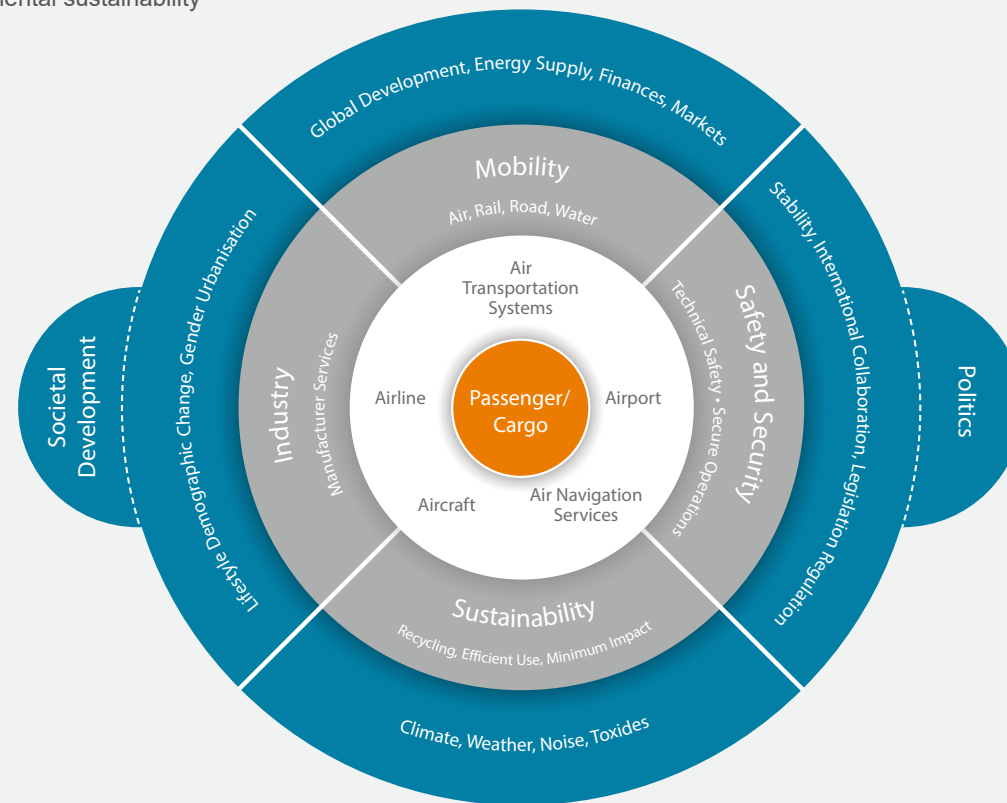 sustainability
Global Development, Energy Supply, Finances, Markets
Mobility
Air, Rail, Road, Water
Air
Transportation
Systems
Societal
Development
Lifestyle Demographic Change, Gender Urbanisation
Industry
Manufacturer Services
Airline
Passenger/
Cargo
Airport
Aircraft
Air Navigation
Services
Technical Safety • Secure Operations
Safety and Security
Stability, International Collaboration, Legislation Regulation
Politics
Sustainability
Recycling, Efficient Use, Minimum Impact
Climate, Weather, Noise, Toxides